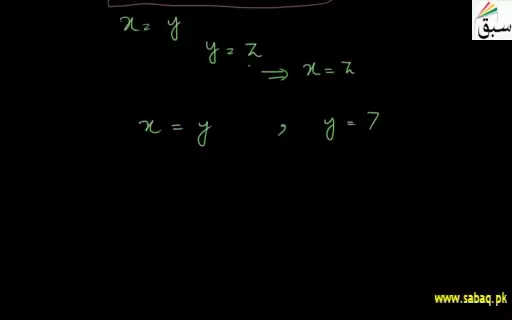 سبق
x = y
y = z
⇒ x = z
x = y , y = 7
www.sabaq.pk